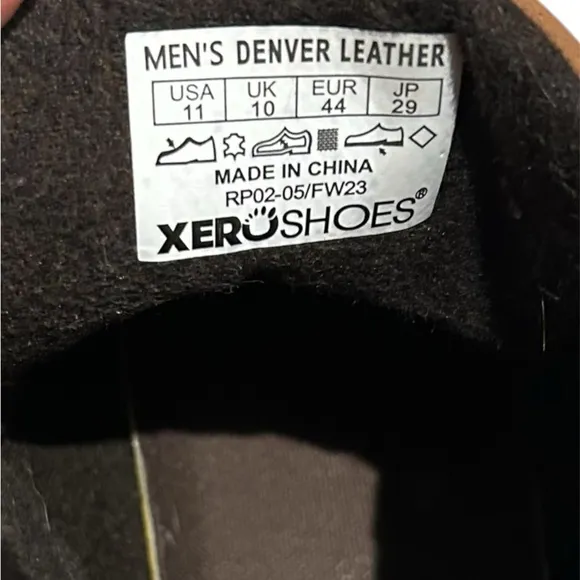 MEN'S DENVER LEATHER
USA UK EUR JP
11 10 44 29
MADE IN CHINA
RP02-05/FW23
XEROSHOES®